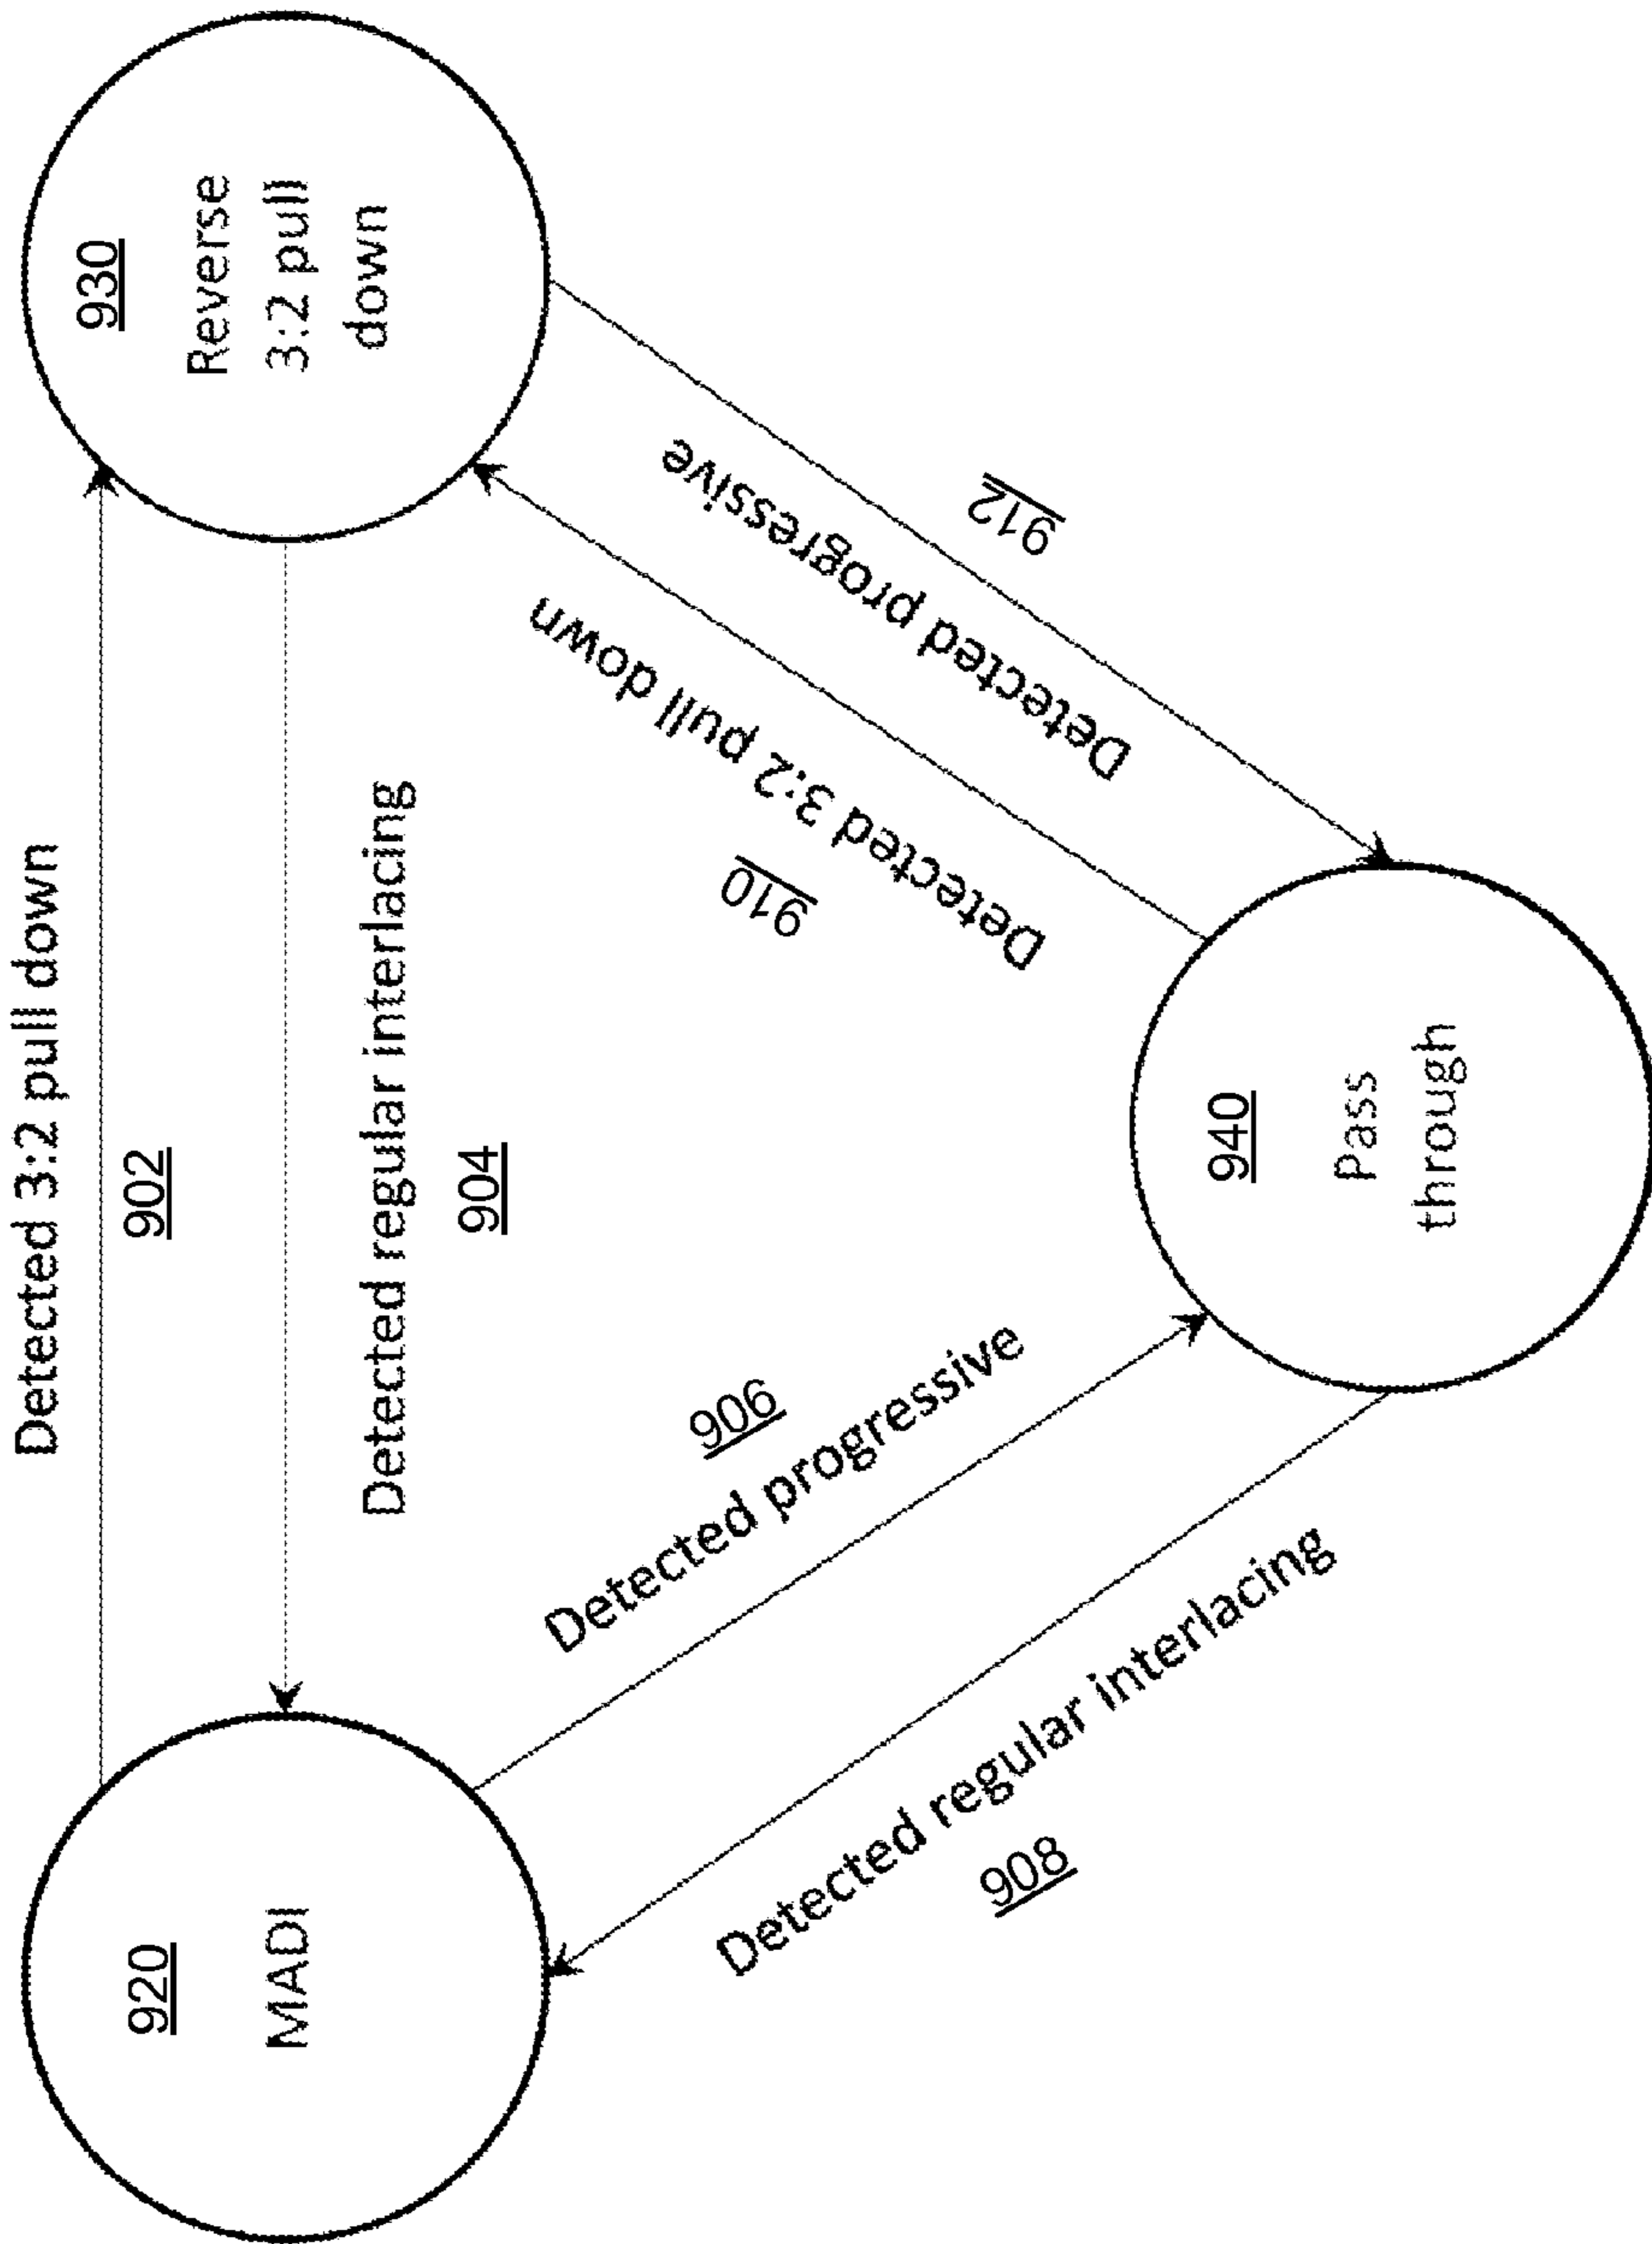 Detected 3:2 pull down
902
920
MADI
930
Reverse
3:2 pull
down
Detected regular interlacing
904
906
Detected progressive
Detected regular interlacing
908
Detected 3:2 pull down
910
Detected progressive
912
940
Pass
through